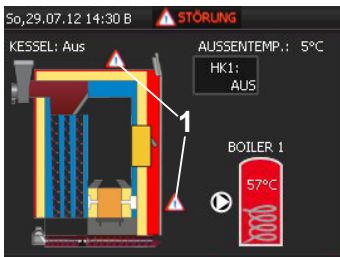 So,29.07.12 14:30 B
STÖRUNG
KESSEL: Aus
AUSSENTEMP.: 5°C
HK1:
AUS
1
BOILER 1
57°C